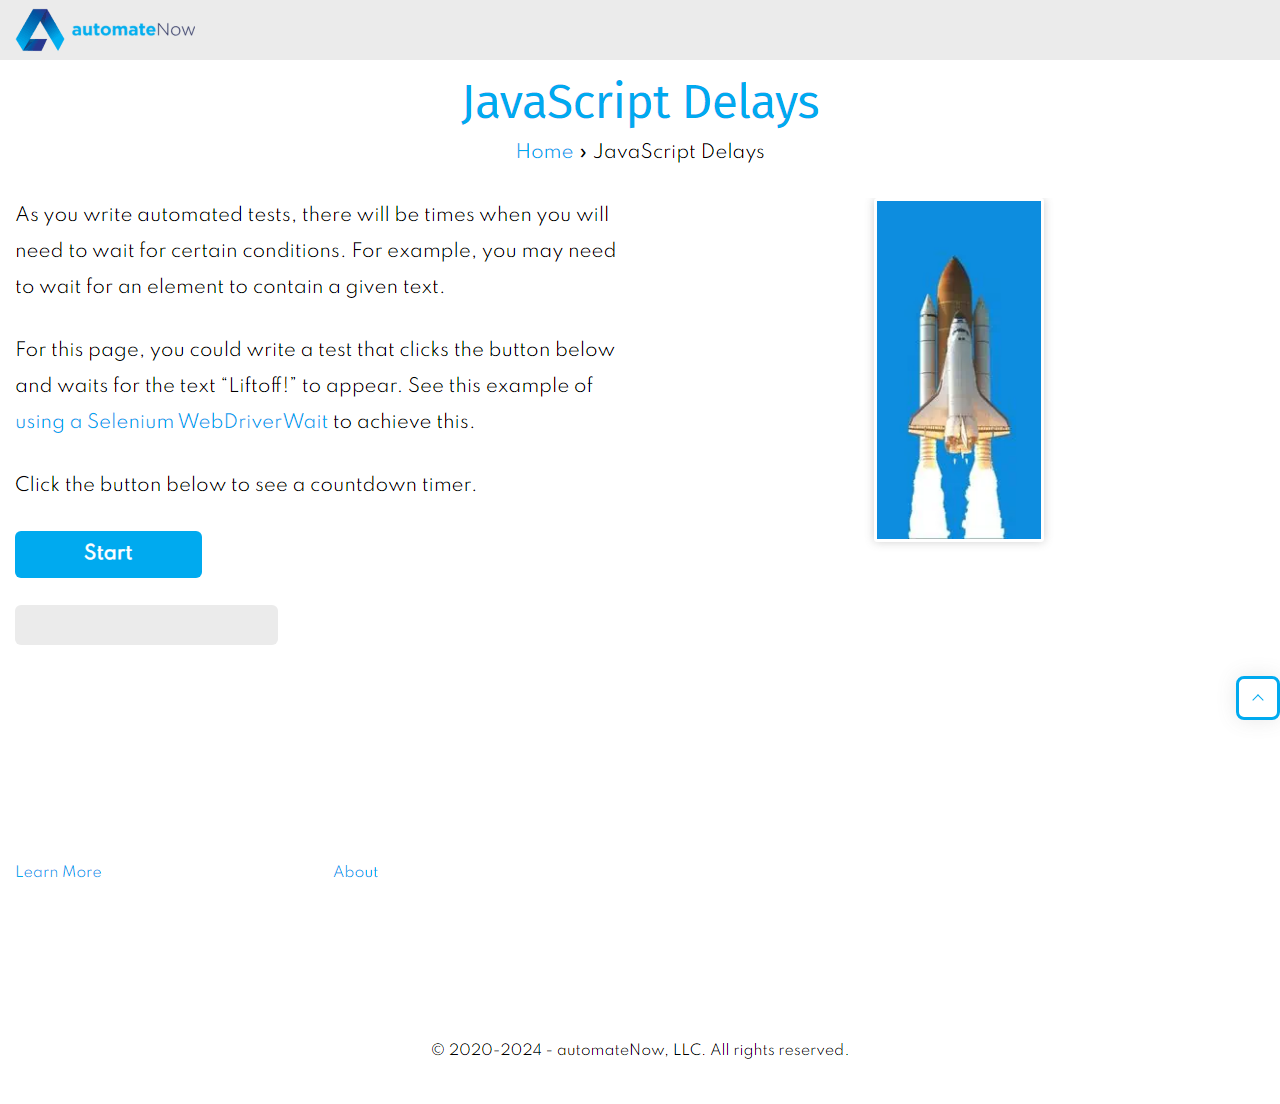 automateNow
JavaScript Delays
Home › JavaScript Delays
As you write automated tests, there will be times when you will
need to wait for certain conditions. For example, you may need
to wait for an element to contain a given text.
For this page, you could write a test that clicks the button below
and waits for the text “Liftoff!” to appear. See this example of
using a Selenium WebDriverWait to achieve this.
Click the button below to see a countdown timer.
Start
Learn More
About
© 2020-2024 - automateNow, LLC. All rights reserved.